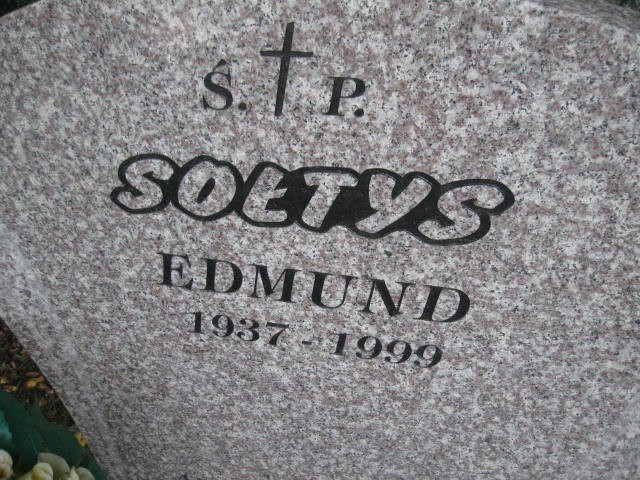 Ś. P.
SOŁTYS
EDMUND
1937 - 1999